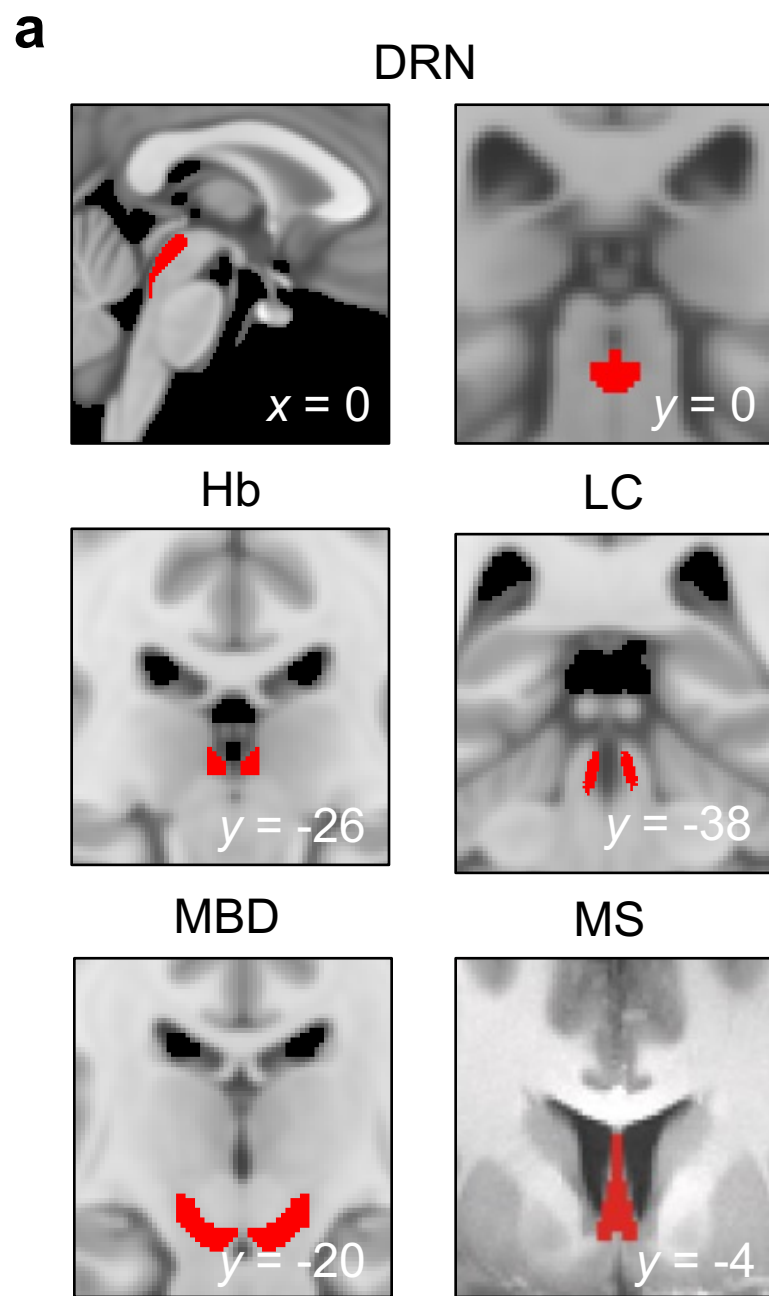 a
DRN
x = 0
y = 0
Hb
LC
y = -26
y = -38
MBD
MS
y = -20
y = -4